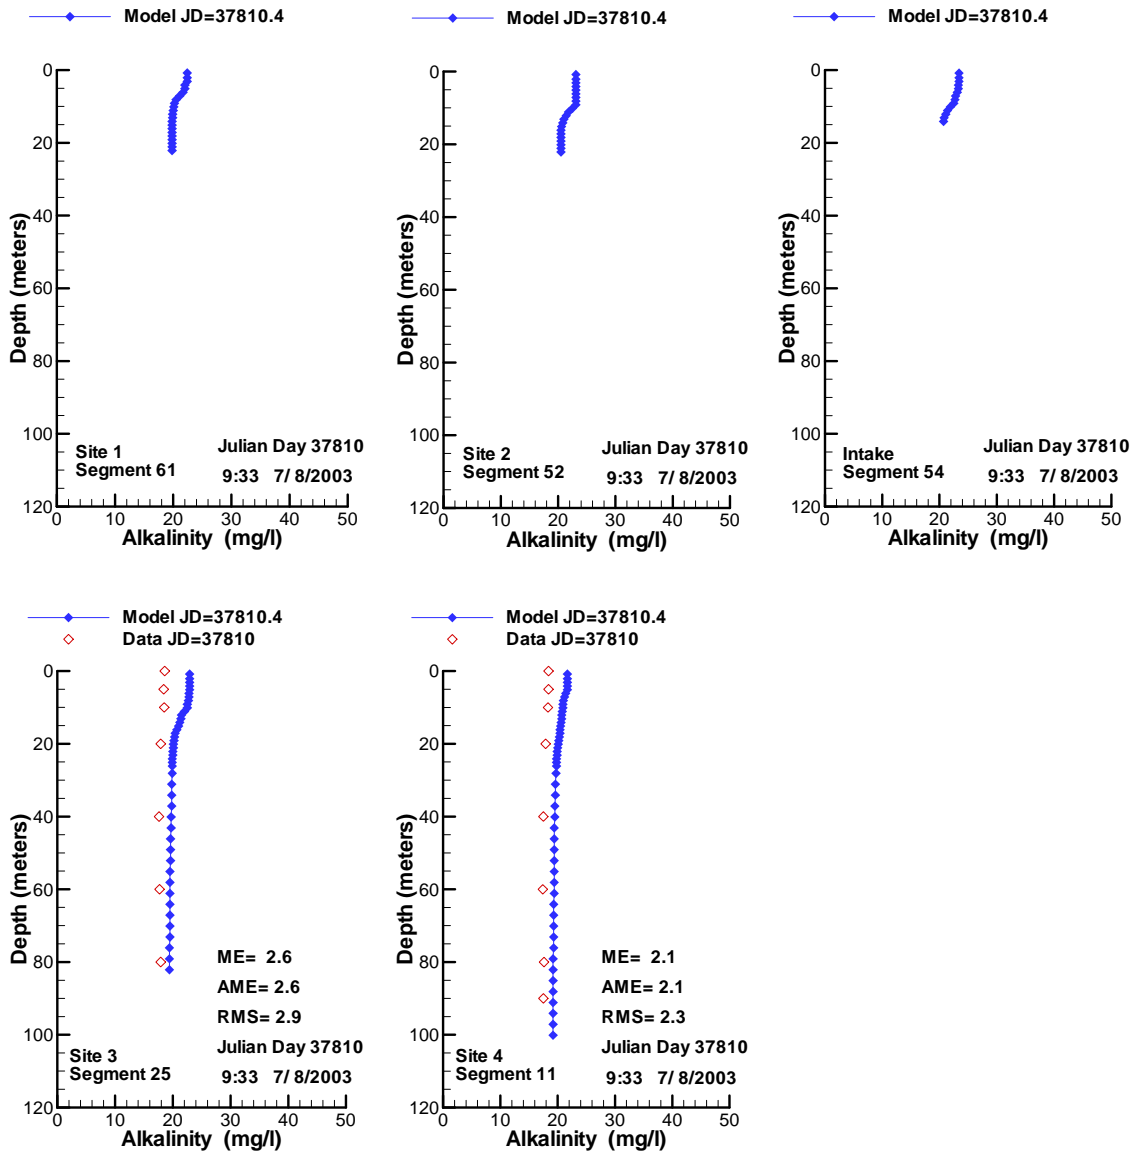 Model JD=37810.4
0
20
40
60
80
100
120
Depth (meters)
Site 1
Segment 61
Julian Day 37810
9:33 7/ 8/2003
0 10 20 30 40 50
Alkalinity (mg/l)
Model JD=37810.4
0
20
40
60
80
100
120
Depth (meters)
Site 2
Segment 52
Julian Day 37810
9:33 7/ 8/2003
0 10 20 30 40 50
Alkalinity (mg/l)
Model JD=37810.4
0
20
40
60
80
100
120
Depth (meters)
Intake
Segment 54
Julian Day 37810
9:33 7/ 8/2003
0 10 20 30 40 50
Alkalinity (mg/l)
Model JD=37810.4
Data JD=37810
0
20
40
60
80
100
120
Depth (meters)
ME= 2.6
AME= 2.6
RMS= 2.9
Site 3
Segment 25
Julian Day 37810
9:33 7/ 8/2003
0 10 20 30 40 50
Alkalinity (mg/l)
Model JD=37810.4
Data JD=37810
0
20
40
60
80
100
120
Depth (meters)
ME= 2.1
AME= 2.1
RMS= 2.3
Site 4
Segment 11
Julian Day 37810
9:33 7/ 8/2003
0 10 20 30 40 50
Alkalinity (mg/l)